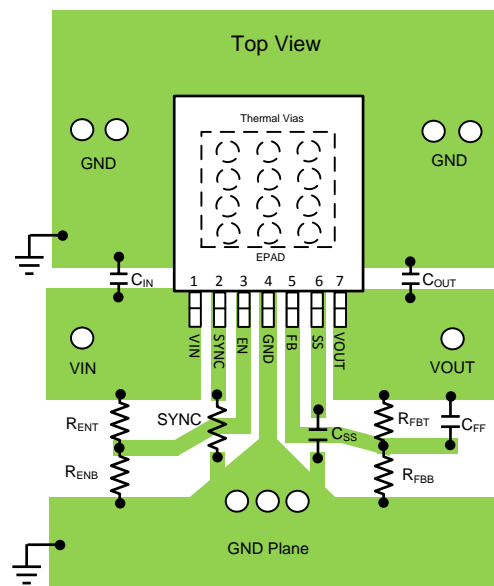 Top View
Thermal Vias
GND
GND
EPAD
1 2 3 4 5 6 7
CIN
COUT
VIN
SYNC
EN
GND
FB
SS
VOUT
VIN
VOUT
RENT
SYNC
CSS
RFBT
CFF
RENB
RFBB
GND Plane